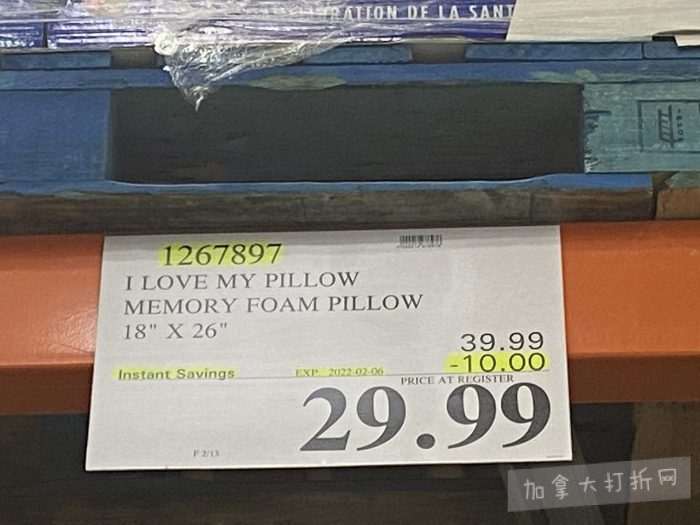 RATION DE LA SANT
1267897
I LOVE MY PILLOW
MEMORY FOAM PILLOW
18" X 26"
39.99
-10.00
Instant Savings EXP. 2022-02-06
PRICE AT REGISTER
29.99
P 2/13
加拿大打折网